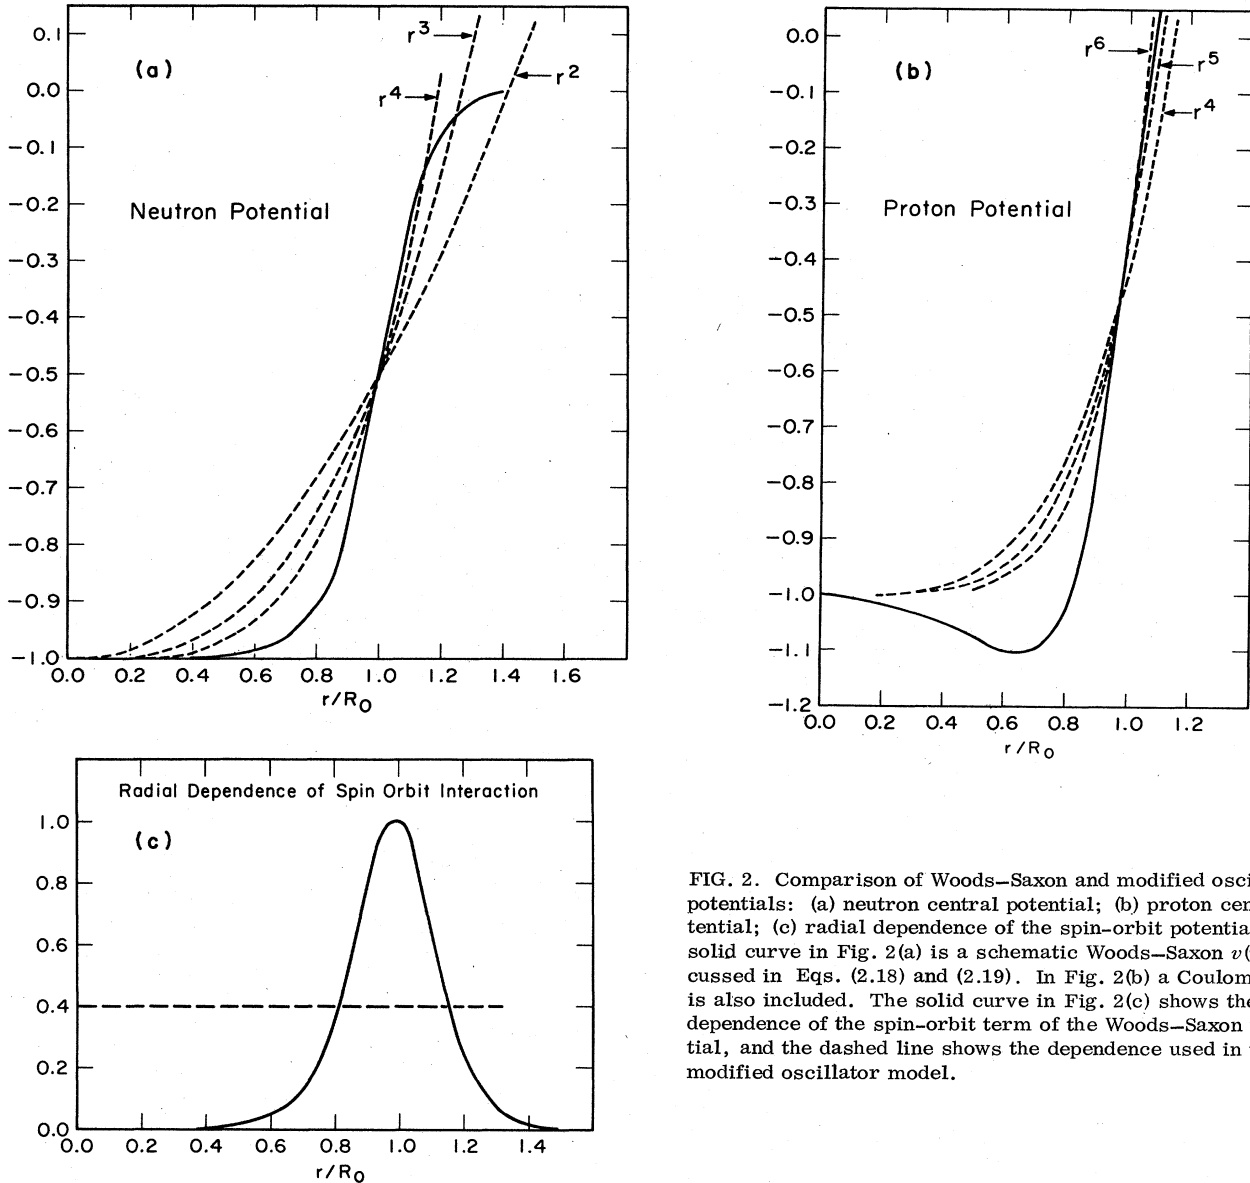 0.1
0.0
−0.1
−0.2
−0.3
−0.4
−0.5
−0.6
−0.7
−0.8
−0.9
−1.0
(a)
r3
r4
r2
Neutron Potential
0.0 0.2 0.4 0.6 0.8 1.0 1.2 1.4 1.6
r/R0
0.0
−0.1
−0.2
−0.3
−0.4
−0.5
−0.6
−0.7
−0.8
−0.9
−1.0
−1.1
−1.2
(b)
r6
r5
r4
Proton Potential
0.0 0.2 0.4 0.6 0.8 1.0 1.2
r/R0
Radial Dependence of Spin Orbit Interaction
(c)
1.0
0.8
0.6
0.4
0.2
0.0
0.0 0.2 0.4 0.6 0.8 1.0 1.2 1.4
r/R0
FIG. 2. Comparison of Woods—Saxon and modified osci
potentials: (a) neutron central potential; (b) proton cen
tential; (c) radial dependence of the spin-orbit potentia
solid curve in Fig. 2(a) is a schematic Woods—Saxon v(
cussed in Eqs. (2.18) and (2.19). In Fig. 2(b) a Coulom
is also included. The solid curve in Fig. 2(c) shows the
dependence of the spin-orbit term of the Woods—Saxon
tial, and the dashed line shows the dependence used in
modified oscillator model.